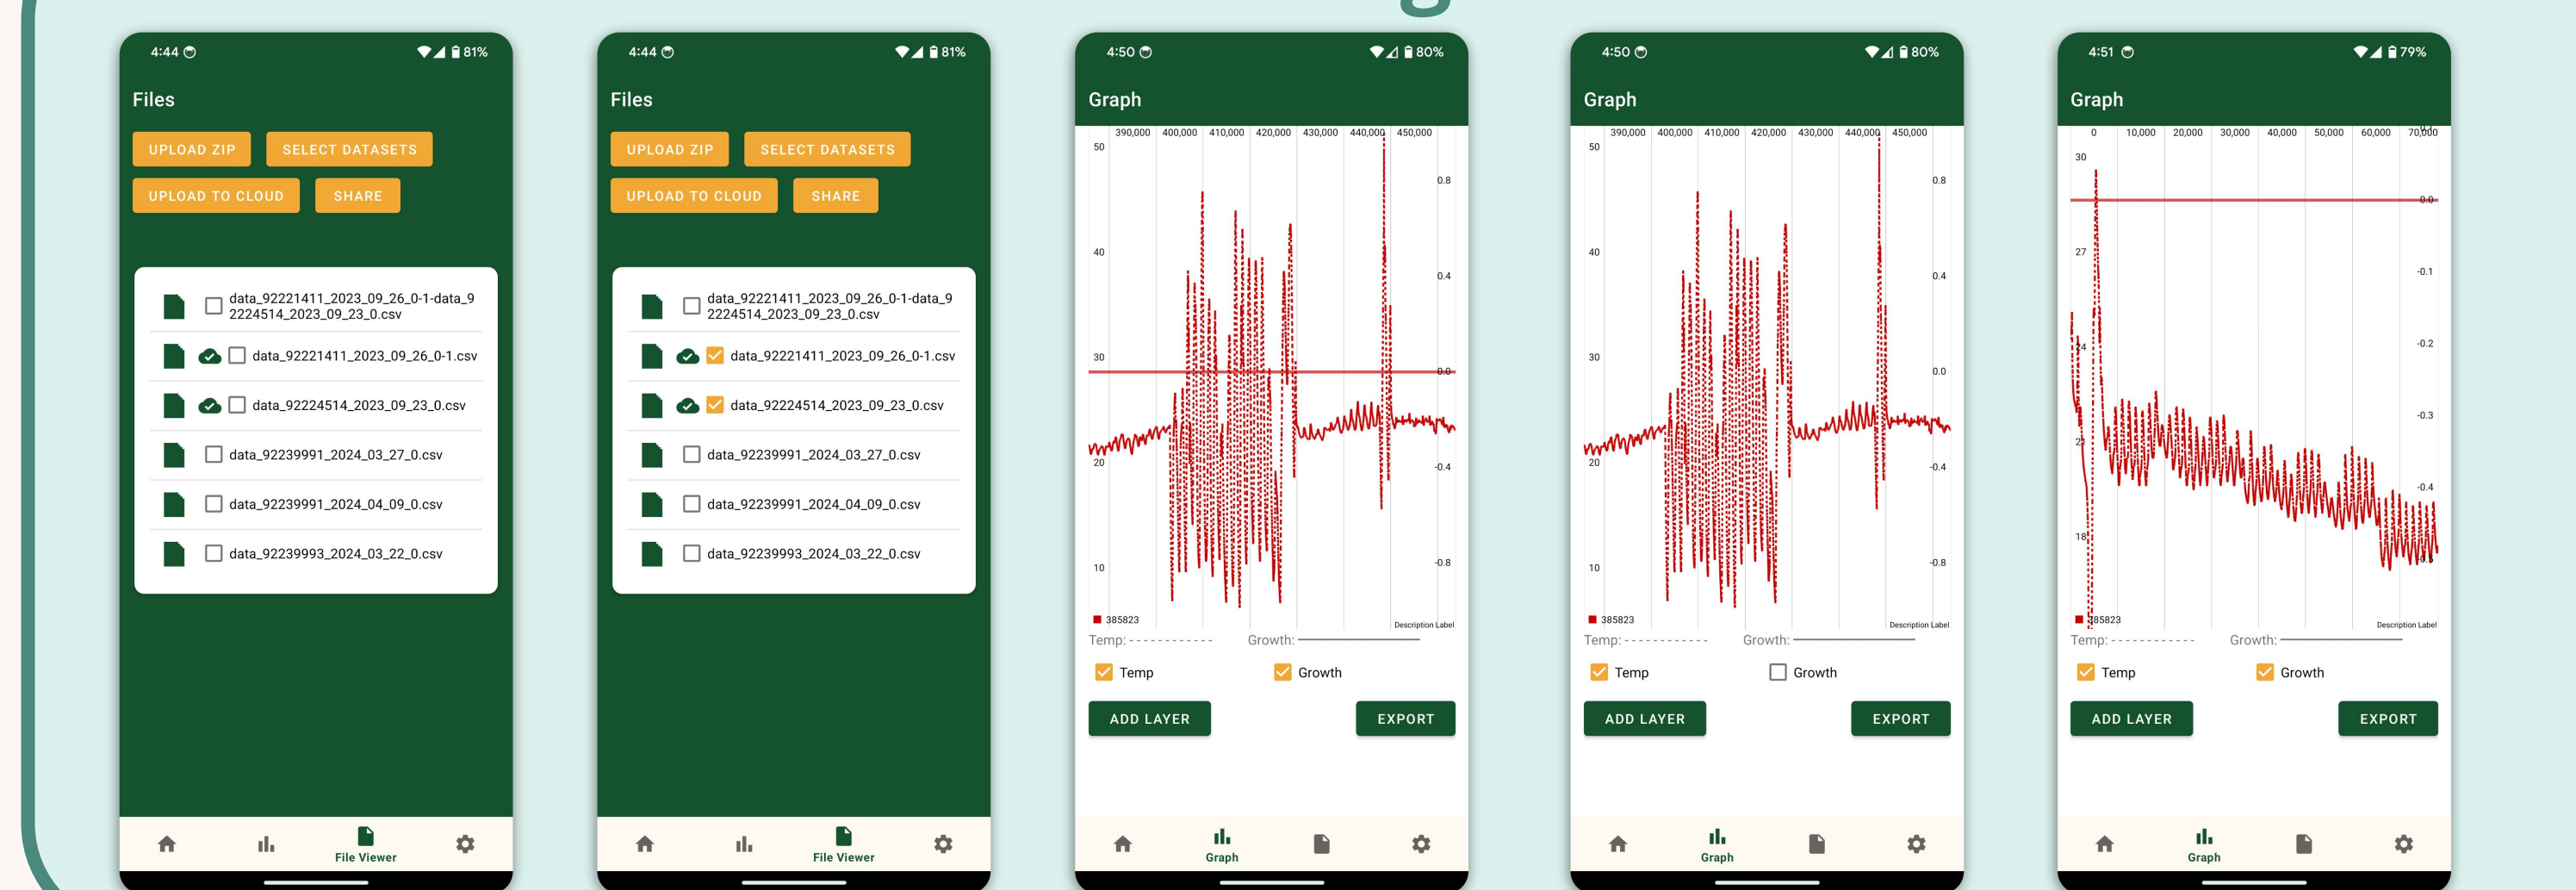 g
4:44 81%
Files
UPLOAD ZIP SELECT DATASETS
UPLOAD TO CLOUD SHARE
data_92221411_2023_09_26_0-1-data_9
2224514_2023_09_23_0.csv
data_92221411_2023_09_26_0-1.csv
data_92224514_2023_09_23_0.csv
data_92239991_2024_03_27_0.csv
data_92239991_2024_04_09_0.csv
data_92239993_2024_03_22_0.csv
File Viewer
4:44 81%
Files
UPLOAD ZIP SELECT DATASETS
UPLOAD TO CLOUD SHARE
data_92221411_2023_09_26_0-1-data_9
2224514_2023_09_23_0.csv
data_92221411_2023_09_26_0-1.csv
data_92224514_2023_09_23_0.csv
data_92239991_2024_03_27_0.csv
data_92239991_2024_04_09_0.csv
data_92239993_2024_03_22_0.csv
File Viewer
4:50 80%
Graph
390,000 400,000 410,000 420,000 430,000 440,000 450,000
50
0.8
40
0.4
30
0.0
20
-0.4
10
-0.8
385823
Description Label
Temp: Growth:
Temp Growth
ADD LAYER EXPORT
Graph
4:50 80%
Graph
390,000 400,000 410,000 420,000 430,000 440,000 450,000
50
0.8
40
0.4
30
0.0
20
-0.4
10
-0.8
385823
Description Label
Temp: Growth:
Temp Growth
ADD LAYER EXPORT
Graph
4:51 79%
Graph
0 10,000 20,000 30,000 40,000 50,000 60,000 70,000
30
0.0
27
-0.1
-0.2
24
-0.3
21
-0.4
18
385823
Description Label
Temp: Growth:
Temp Growth
ADD LAYER EXPORT
Graph